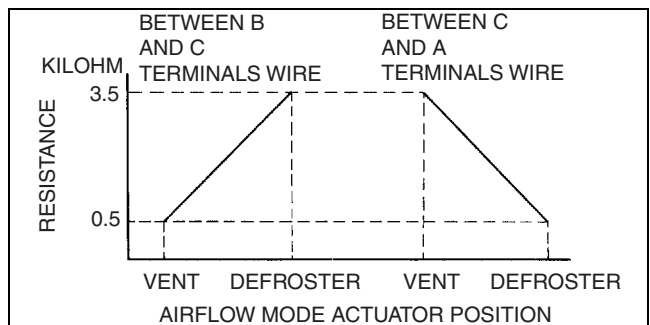 BETWEEN B
AND C
TERMINALS WIRE
BETWEEN C
AND A
TERMINALS WIRE
KILOHM
3.5
RESISTANCE
0.5
VENT DEFROSTER VENT DEFROSTER
AIRFLOW MODE ACTUATOR POSITION